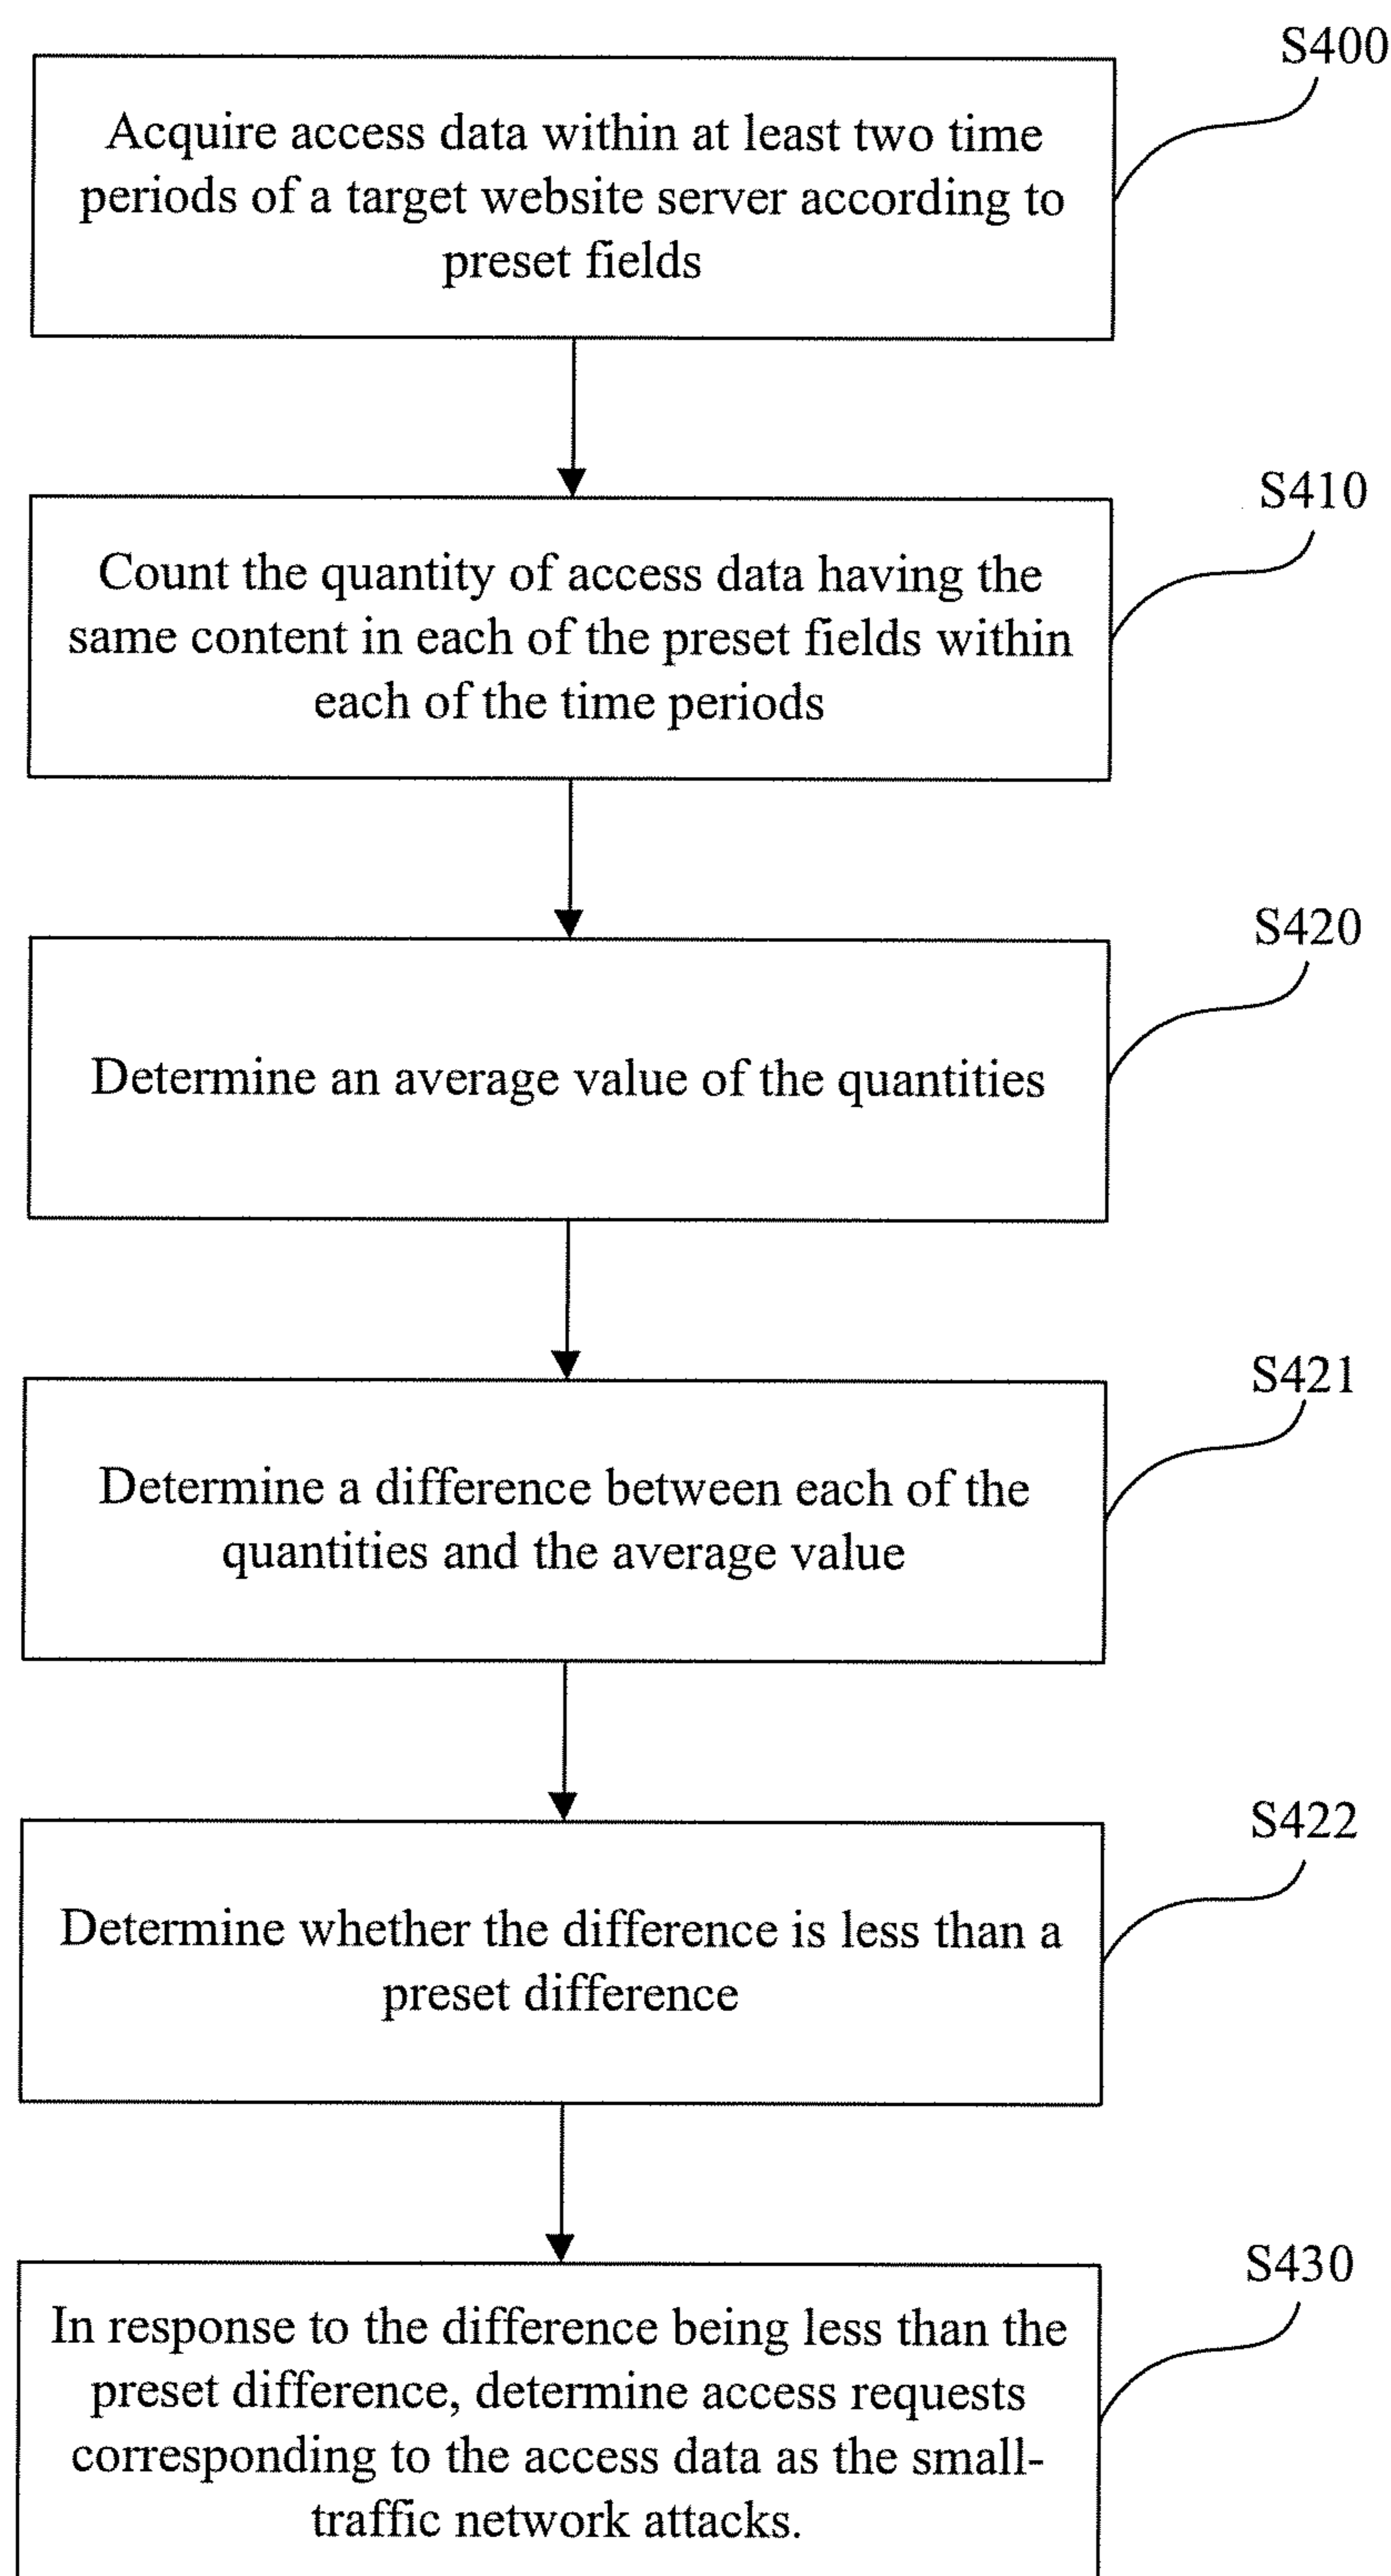 S400
Acquire access data within at least two time
periods of a target website server according to
preset fields
S410
Count the quantity of access data having the
same content in each of the preset fields within
each of the time periods
S420
Determine an average value of the quantities
S421
Determine a difference between each of the
quantities and the average value
S422
Determine whether the difference is less than a
preset difference
S430
In response to the difference being less than the
preset difference, determine access requests
corresponding to the access data as the small-
traffic network attacks.